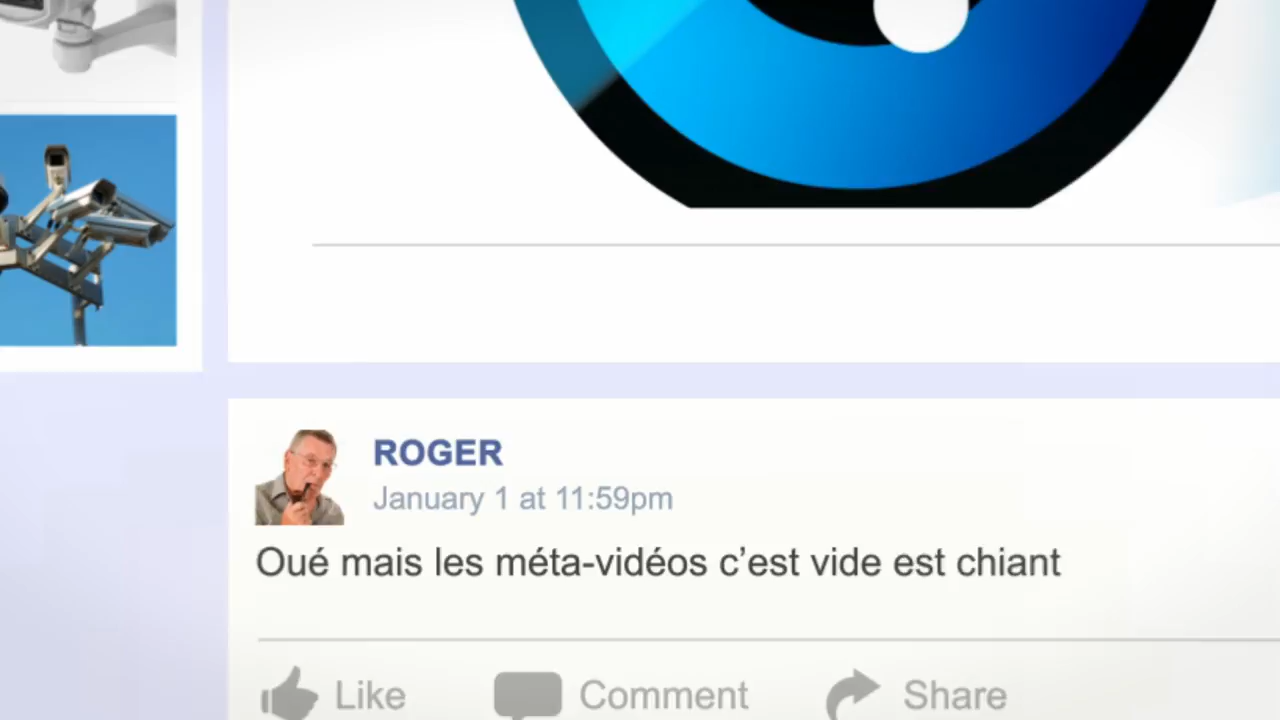 ROGER
January 1 at 11:59pm
Oué mais les méta-vidéos c’est vide est chiant
Like Comment Share